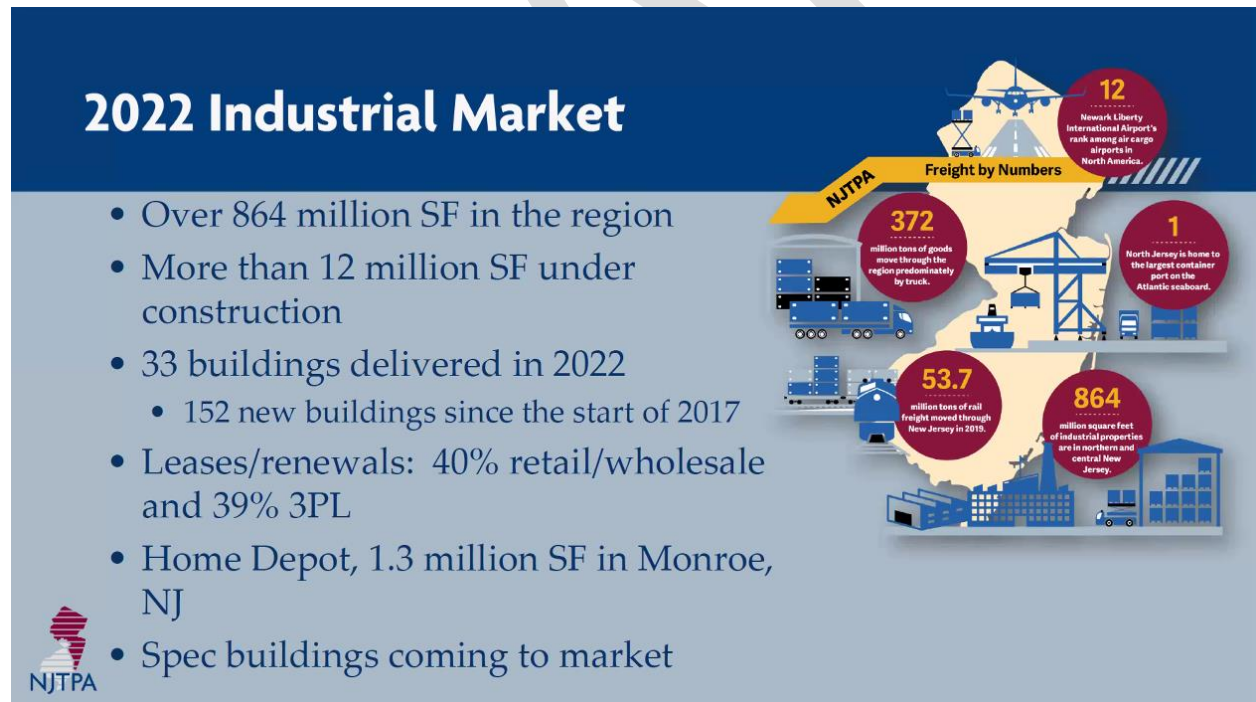 2022 Industrial Market
• Over 864 million SF in the region
• More than 12 million SF under
construction
• 33 buildings delivered in 2022
• 152 new buildings since the start of 2017
• Leases/renewals: 40% retail/wholesale
and 39% 3PL
• Home Depot, 1.3 million SF in Monroe,
NJ
• Spec buildings coming to market
NJTPA
12
Newark Liberty
International Airport's
rank among air cargo
airports in
North America.
NJTPA
Freight by Numbers
372
million tons of goods
move through the
region predominately
by truck.
1
North Jersey is home to
the largest container
port on the
Atlantic seaboard.
53.7
million tons of rail
freight moved through
New Jersey in 2019.
864
million square feet
of industrial properties
are in northern and
central New
Jersey.